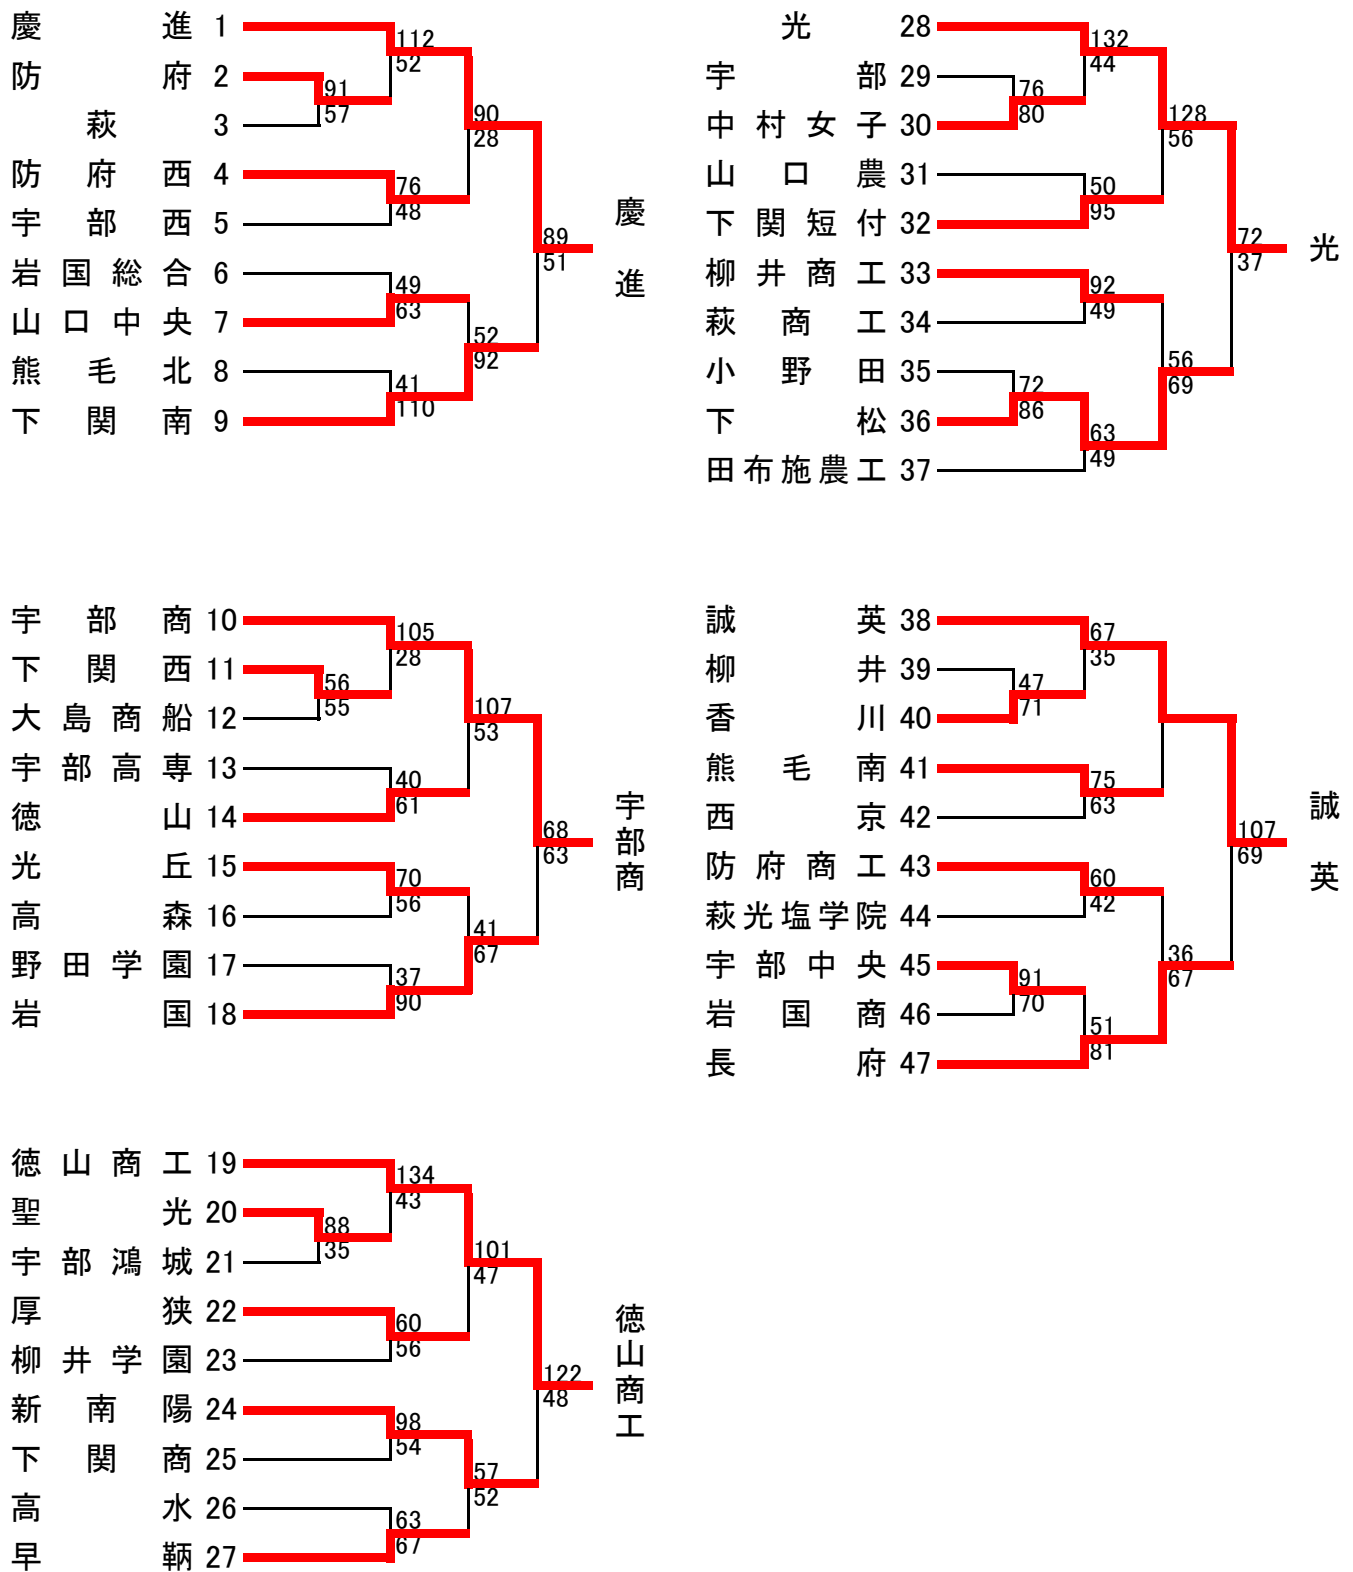 慶進 1
防府 2
萩 3
防府西 4
宇部西 5
岩国総合 6
山口中央 7
熊毛北 8
下関南 9
91
57
112
52
76
48
49
63
41
110
90
28
52
92
89
51
慶進
光 28
宇部 29
中村女子 30
山口農 31
下関短付 32
柳井商工 33
萩商工 34
小野田 35
下松 36
田布施農工 37
76
80
72
86
132
44
50
95
92
49
63
49
128
56
56
69
72
37
光
宇部商 10
下関西 11
大島商船 12
宇部高専 13
徳山 14
光丘 15
高森 16
野田学園 17
岩国 18
56
55
105
28
40
61
70
56
37
90
107
53
41
67
68
63
宇部商
誠英 38
柳井 39
香川 40
熊毛南 41
西京 42
防府商工 43
萩光塩学院 44
宇部中央 45
岩国商 46
長府 47
47
71
91
70
67
35
75
63
60
42
51
81
36
67
107
69
誠英
徳山商工 19
聖光 20
宇部鴻城 21
厚狭 22
柳井学園 23
新南陽 24
下関商 25
高水 26
早鞆 27
88
35
134
43
60
56
98
54
63
67
101
47
57
52
122
48
徳山商工